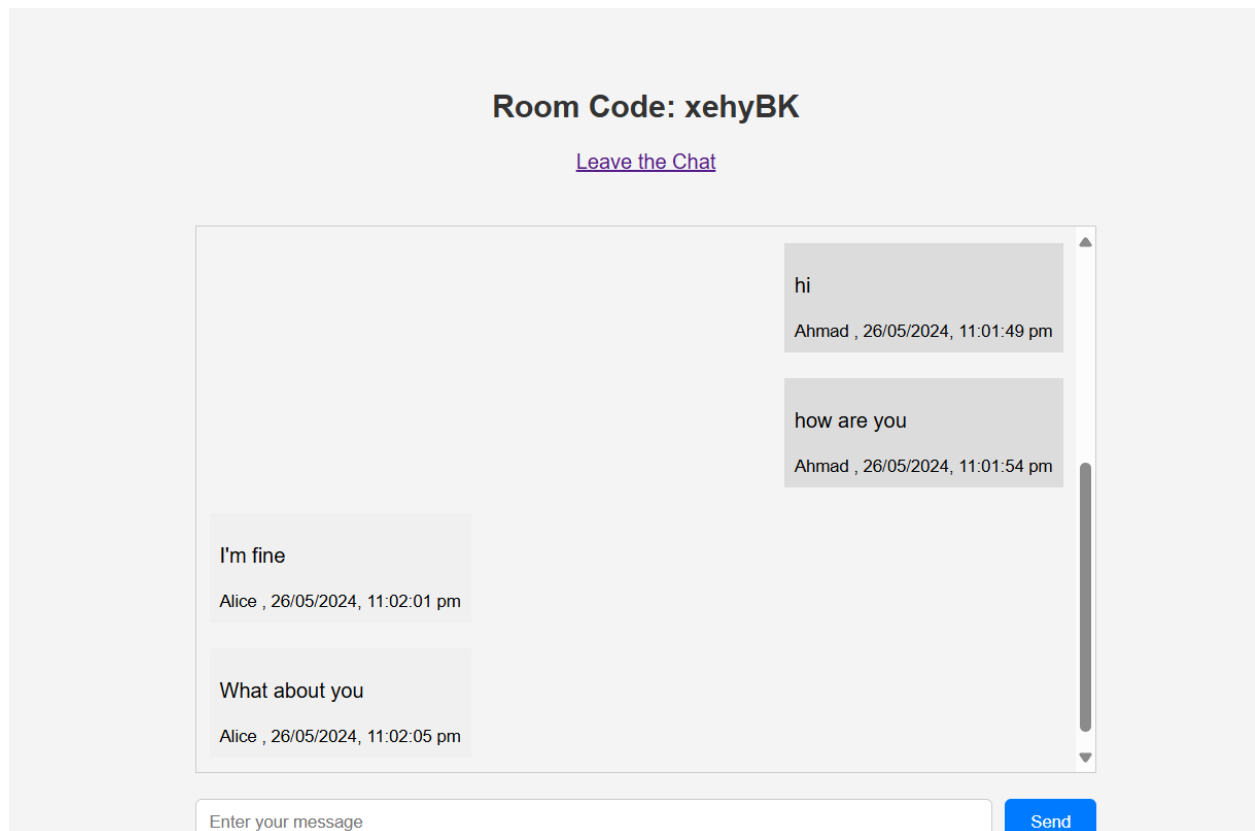 Room Code: xehyBK
Leave the Chat
hi
Ahmad , 26/05/2024, 11:01:49 pm
how are you
Ahmad , 26/05/2024, 11:01:54 pm
I'm fine
Alice , 26/05/2024, 11:02:01 pm
What about you
Alice , 26/05/2024, 11:02:05 pm
Enter your message
Send